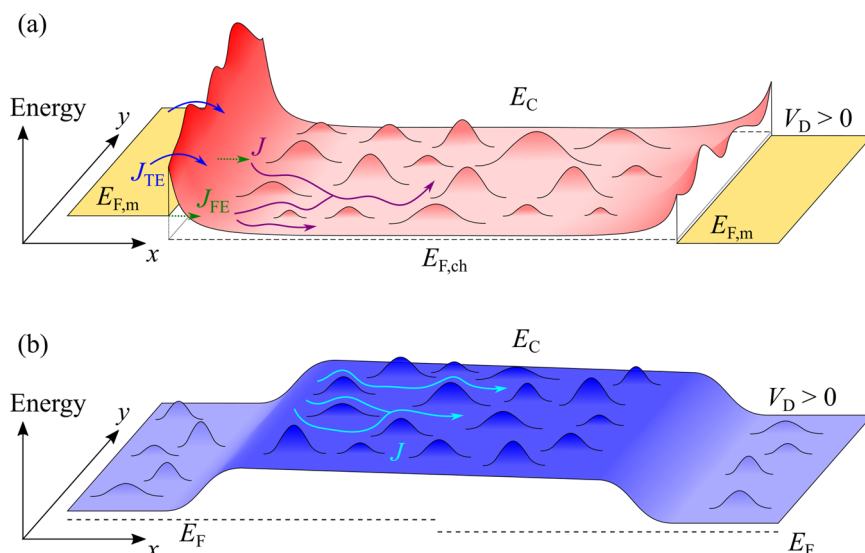 (a)
Energy
y
E_C
V_D > 0
J
J_TE
J_FE
E_F,m
E_F,m
x
E_F,ch
(b)
E_C
Energy
y
V_D > 0
J
E_F
E_F
x